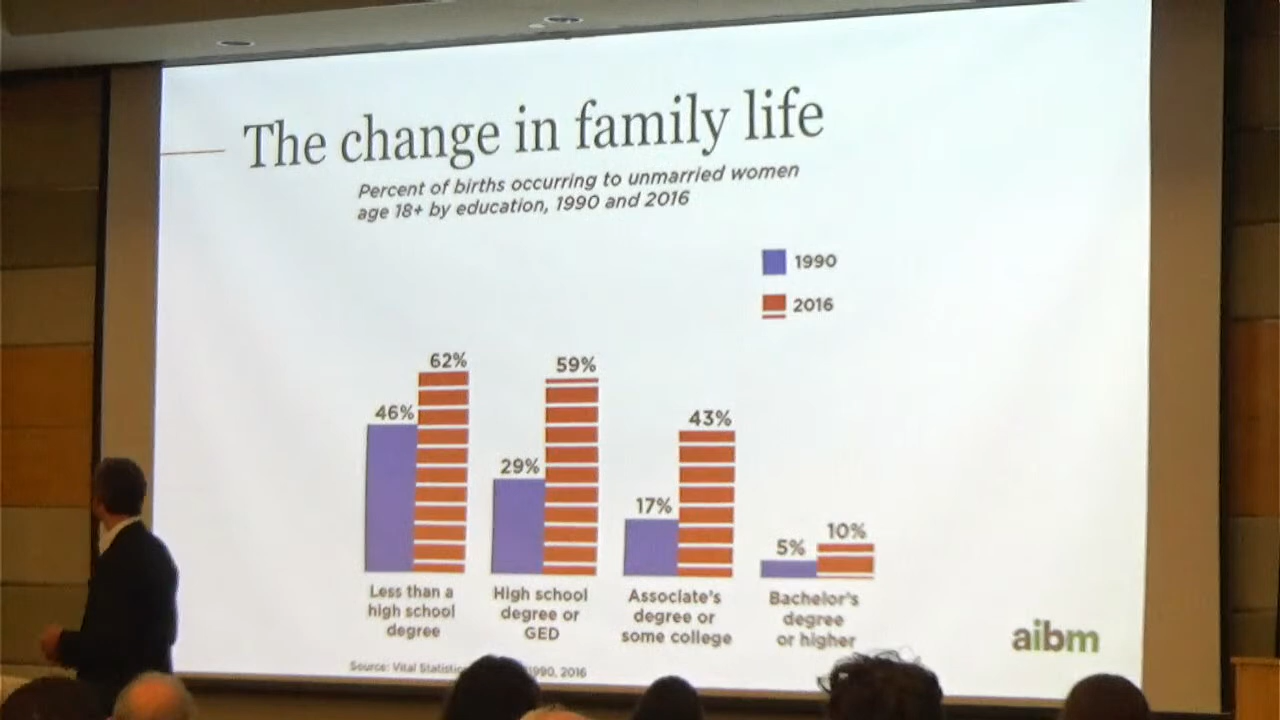 The change in family life
Percent of births occurring to unmarried women
age 18+ by education, 1990 and 2016
1990
2016
46%
62%
29%
59%
17%
43%
5%
10%
Less than a
high school
degree
High school
degree or
GED
Associate's
degree or
some college
Bachelor's
degree
or higher
Source: Vital 1990, 2016
aibm